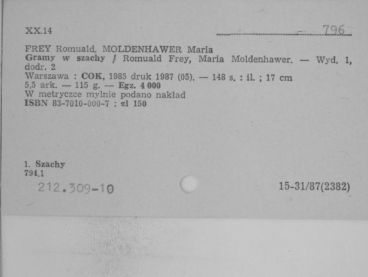 XX.14
796
FREY Romuald, MOLDENHAWER Maria
Gramy w szachy / Romuald Frey, Maria Moldenhawer. — Wyd. 1,
dodr. 2
Warszawa : COK, 1985 druk 1987 (05). — 148 s. : il. ; 17 cm
5,5 ark. — 115 g. — Egz. 4 000
W metryczce mylnie podano nakład
ISBN 83-7010-000-7 : zł 150
1. Szachy
794.1
212.309-10
15-31/87(2382)